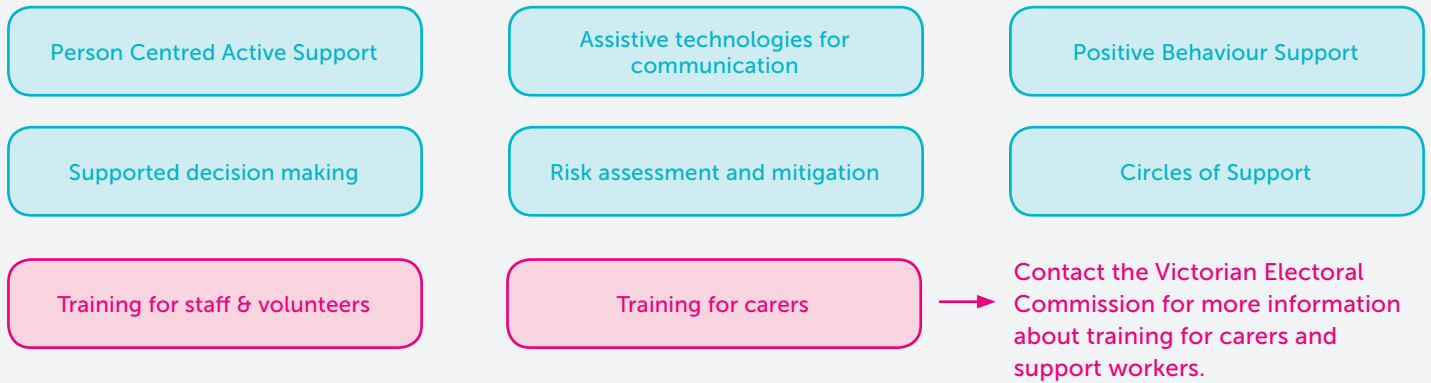 Person Centred Active Support
Assistive technologies for
communication
Positive Behaviour Support
Supported decision making
Risk assessment and mitigation
Circles of Support
Training for staff & volunteers
Training for carers
Contact the Victorian Electoral
Commission for more information
about training for carers and
support workers.